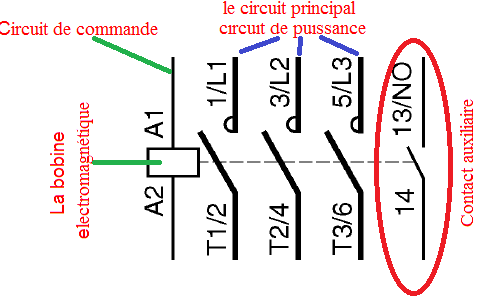 le circuit principal
Circuit de commande
circuit de puissance
1/L1
3/L2
5/L3
13/NO
A1
La bobine
electromagnétique
A2
T1/2
T2/4
T3/6
14
Contact auxiliaire